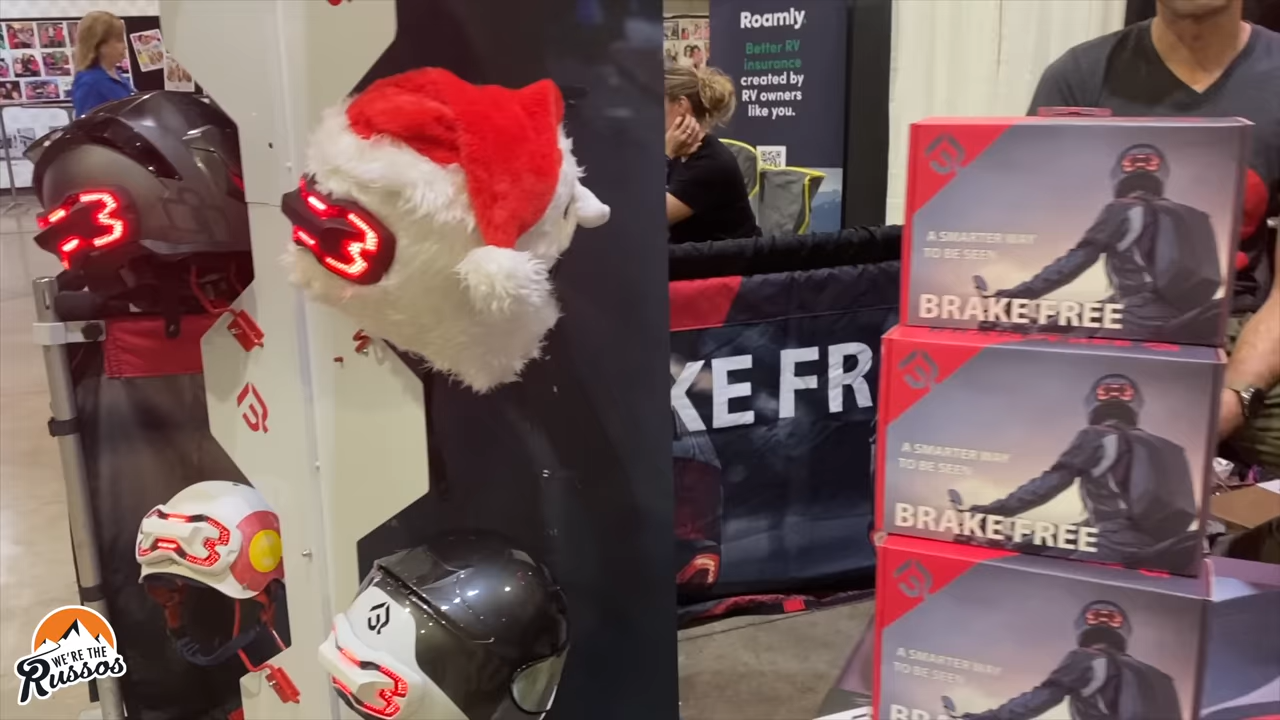 Roamly
Better RV
insurance
created by
RV owners
like you.
KE FR
A SMARTER WAY
TO BE SEEN
BRAKE FREE
A SMARTER WAY
TO BE SEEN
BRAKE FREE
A SMARTER WAY
TO BE SEEN
BR
WE'RE THE
RUSSOS